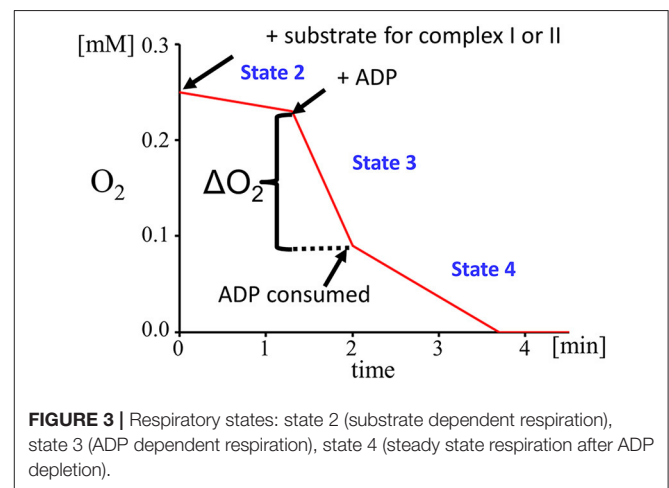 + substrate for complex I or II
[mM] 0.3
State 2
+ ADP
0.2
State 3
O₂
ΔO₂
0.1
State 4
ADP consumed
0.0
0 1 2 3 4 [min]
time
FIGURE 3 | Respiratory states: state 2 (substrate dependent respiration),
state 3 (ADP dependent respiration), state 4 (steady state respiration after ADP
depletion).